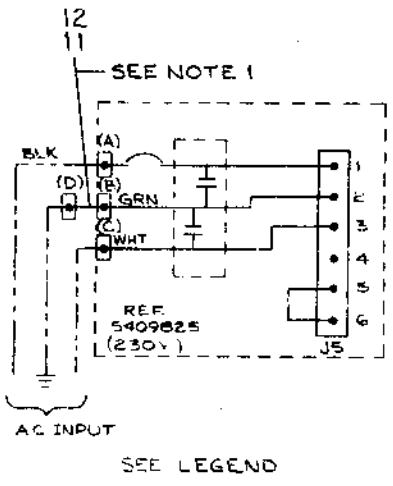 12
11
SEE NOTE 1
BLK
(A)
1
(D)
(B)
GRN
2
(C)
WHT
3
4
5
6
REF.
5409825
(230V)
J5
AC INPUT
SEE LEGEND